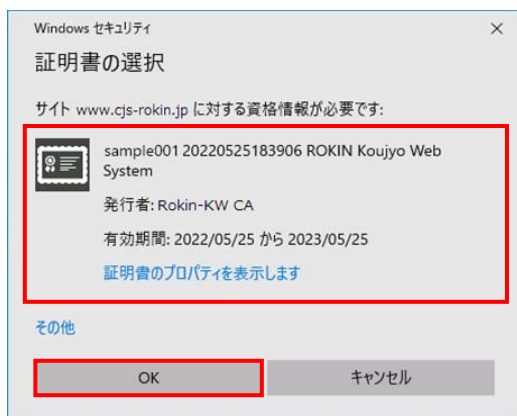 Windows セキュリティ
証明書の選択
サイト www.cjs-rokin.jp に対する資格情報が必要です:
sample001 20220525183906 ROKIN Koujyo Web
System
発行者: Rokin-KW CA
有効期間: 2022/05/25 から 2023/05/25
証明書のプロパティを表示します
その他
OK
キャンセル